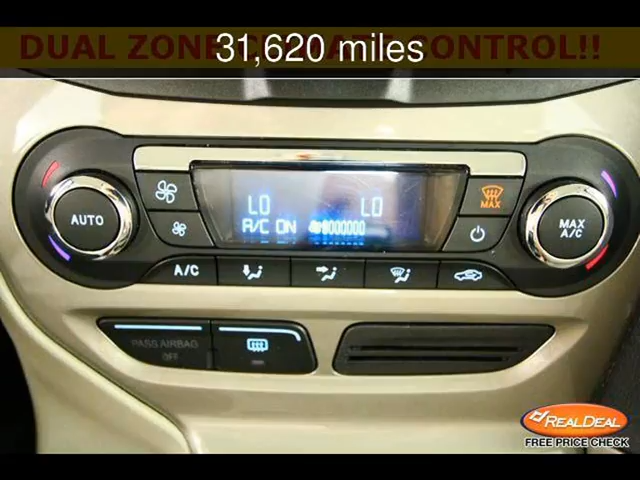 DUAL ZONE CLIMATE CONTROL!!
31,620 miles
LO LO
A/C ON
AUTO
MAX
MAX A/C
A/C
PASS AIRBAG
OFF
REALDEAL
FREE PRICE CHECK